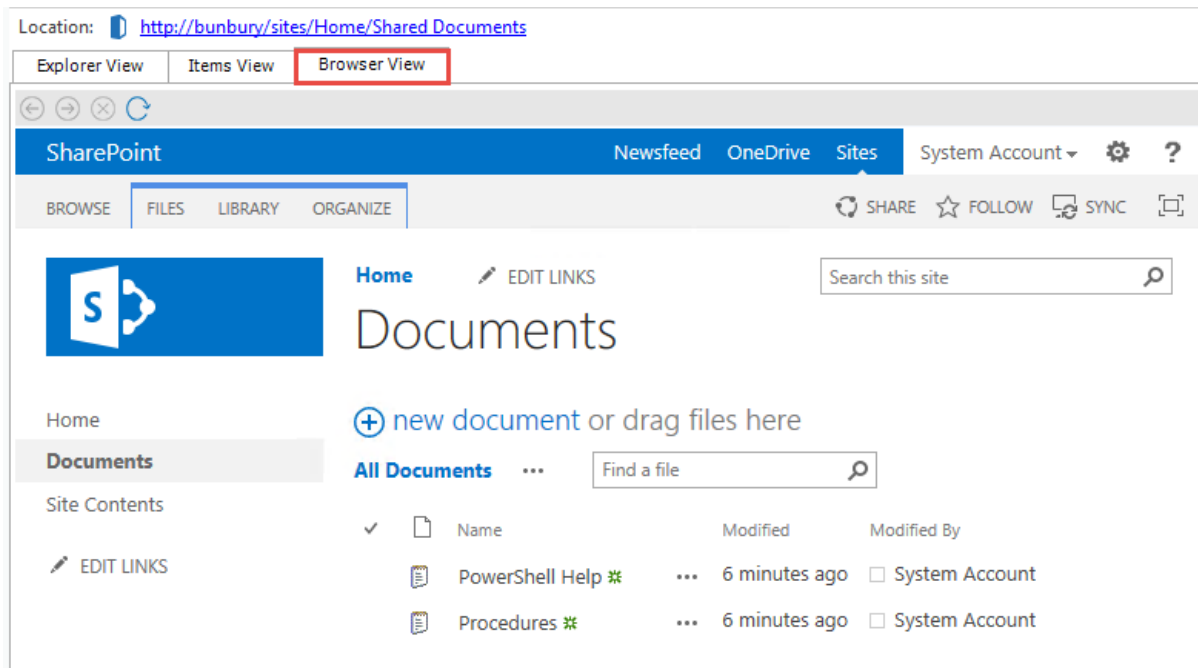 Location: http://bunbury/sites/Home/Shared Documents
Explorer View Items View Browser View
SharePoint Newsfeed OneDrive Sites System Account ?
BROWSE FILES LIBRARY ORGANIZE SHARE FOLLOW SYNC
S
Home EDIT LINKS Search this site
Documents
Home
Documents
Site Contents
EDIT LINKS
+ new document or drag files here
All Documents ... Find a file
Name Modified Modified By
PowerShell Help ... 6 minutes ago System Account
Procedures ... 6 minutes ago System Account